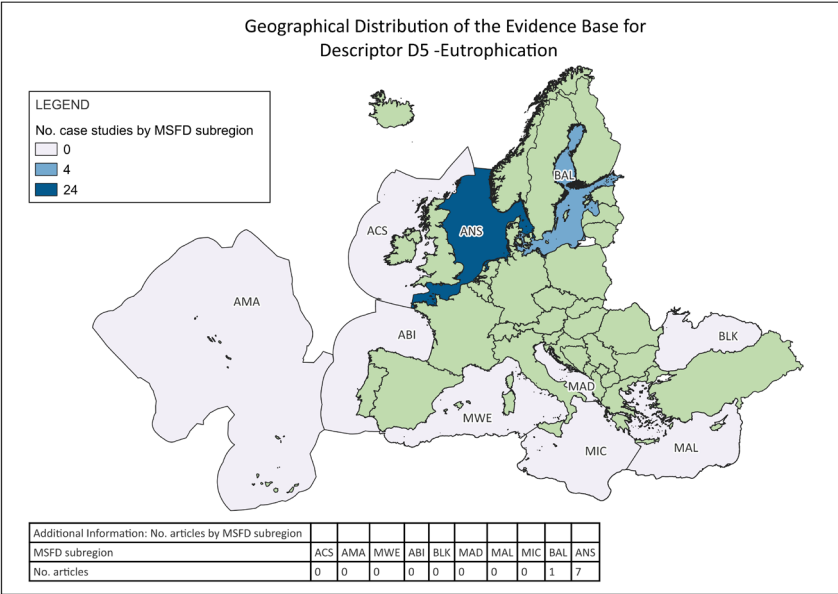 Geographical Distribution of the Evidence Base for
Descriptor D5 -Eutrophication
LEGEND
No. case studies by MSFD subregion
0
4
24
BAL
ACS
ANS
AMA
ABI
BLK
MAD
MWE
MIC
MAL
Additional Information: No. articles by MSFD subregion
MSFD subregion ACS AMA MWE ABI BLK MAD MAL MIC BAL ANS
No. articles 0 0 0 0 0 0 0 0 1 7